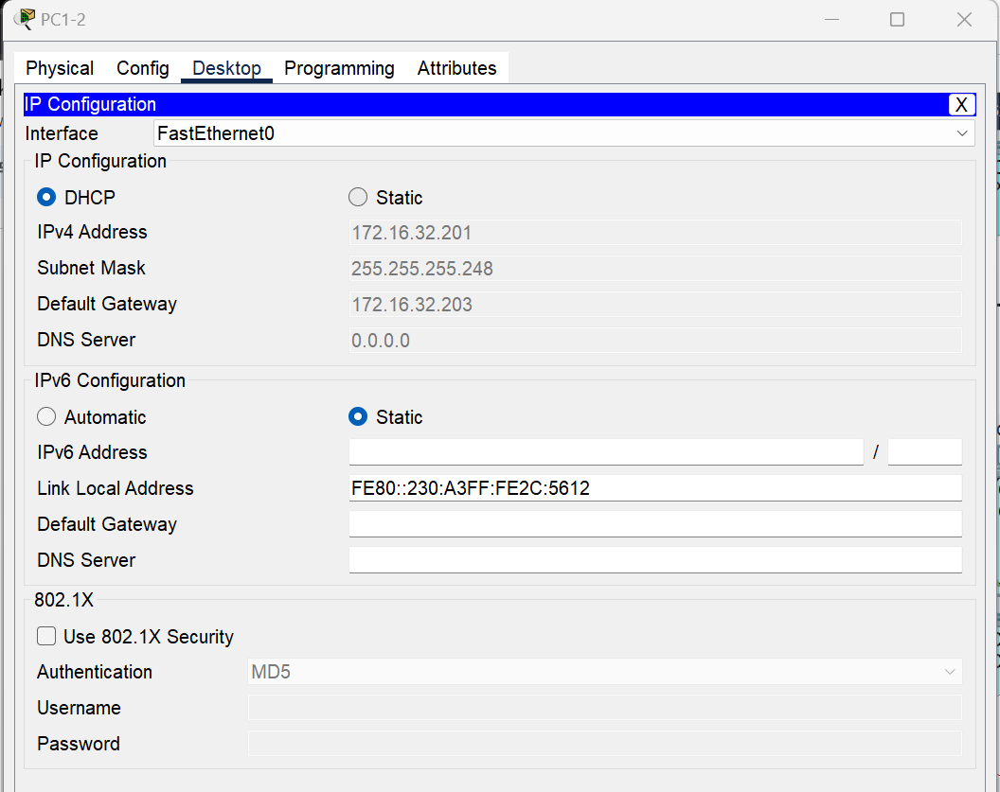 PC1-2
Physical Config Desktop Programming Attributes
IP Configuration X
Interface FastEthernet0
IP Configuration
DHCP Static
IPv4 Address 172.16.32.201
Subnet Mask 255.255.255.248
Default Gateway 172.16.32.203
DNS Server 0.0.0.0
IPv6 Configuration
Automatic Static
IPv6 Address /
Link Local Address FE80::230:A3FF:FE2C:5612
Default Gateway
DNS Server
802.1X
Use 802.1X Security
Authentication MD5
Username
Password